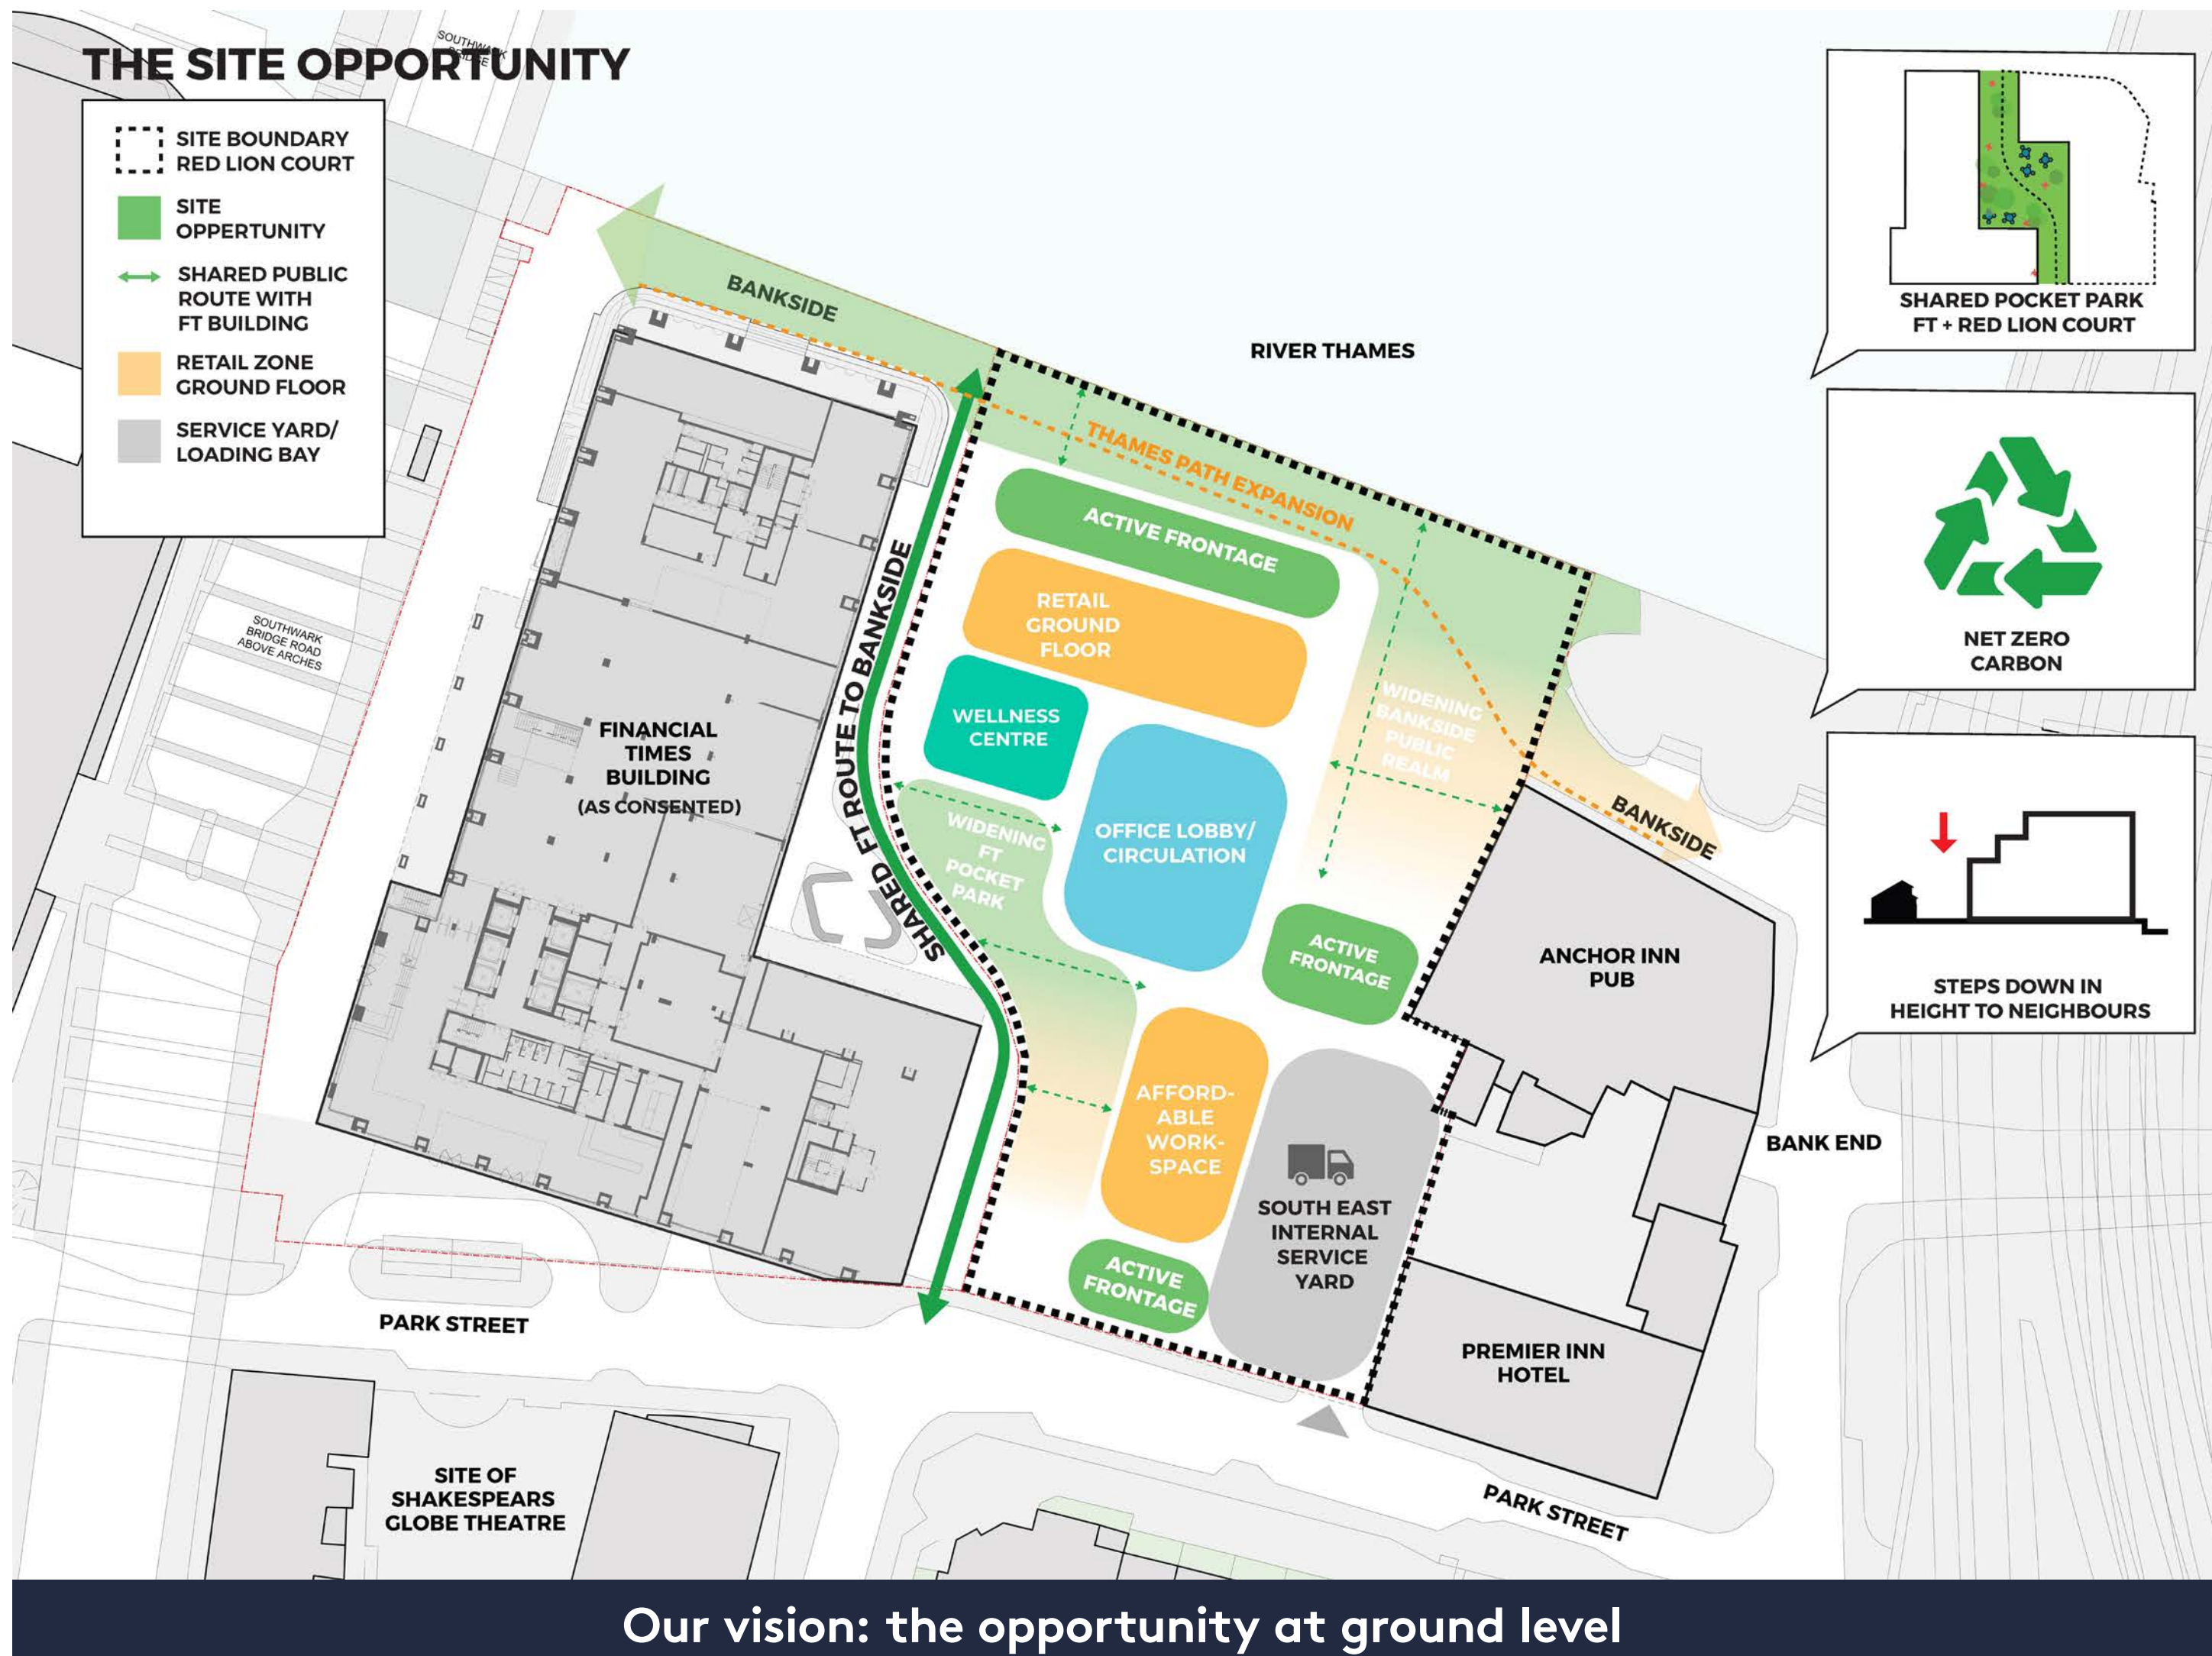 SOUTHWARK
BRIDGE
THE SITE OPPORTUNITY
SITE BOUNDARY
RED LION COURT
SITE
OPPERTUNITY
SHARED PUBLIC
ROUTE WITH
FT BUILDING
RETAIL ZONE
GROUND FLOOR
SERVICE YARD/
LOADING BAY
BANKSIDE
RIVER THAMES
THAMES PATH EXPANSION
ACTIVE FRONTAGE
RETAIL
GROUND
FLOOR
WELLNESS
CENTRE
WIDENING
BANKSIDE
PUBLIC
REALM
SHARED FT ROUTE TO BANKSIDE
SOUTHWARK
BRIDGE ROAD
ABOVE ARCHES
FINANCIAL
TIMES
BUILDING
(AS CONSENTED)
WIDENING
FT
POCKET
PARK
OFFICE LOBBY/
CIRCULATION
BANKSIDE
ACTIVE
FRONTAGE
ANCHOR INN
PUB
AFFORD-
ABLE
WORK-
SPACE
SOUTH EAST
INTERNAL
SERVICE
YARD
ACTIVE
FRONTAGE
BANK END
PREMIER INN
HOTEL
PARK STREET
PARK STREET
SITE OF
SHAKESPEARS
GLOBE THEATRE
SHARED POCKET PARK
FT + RED LION COURT
NET ZERO
CARBON
STEPS DOWN IN
HEIGHT TO NEIGHBOURS
Our vision: the opportunity at ground level